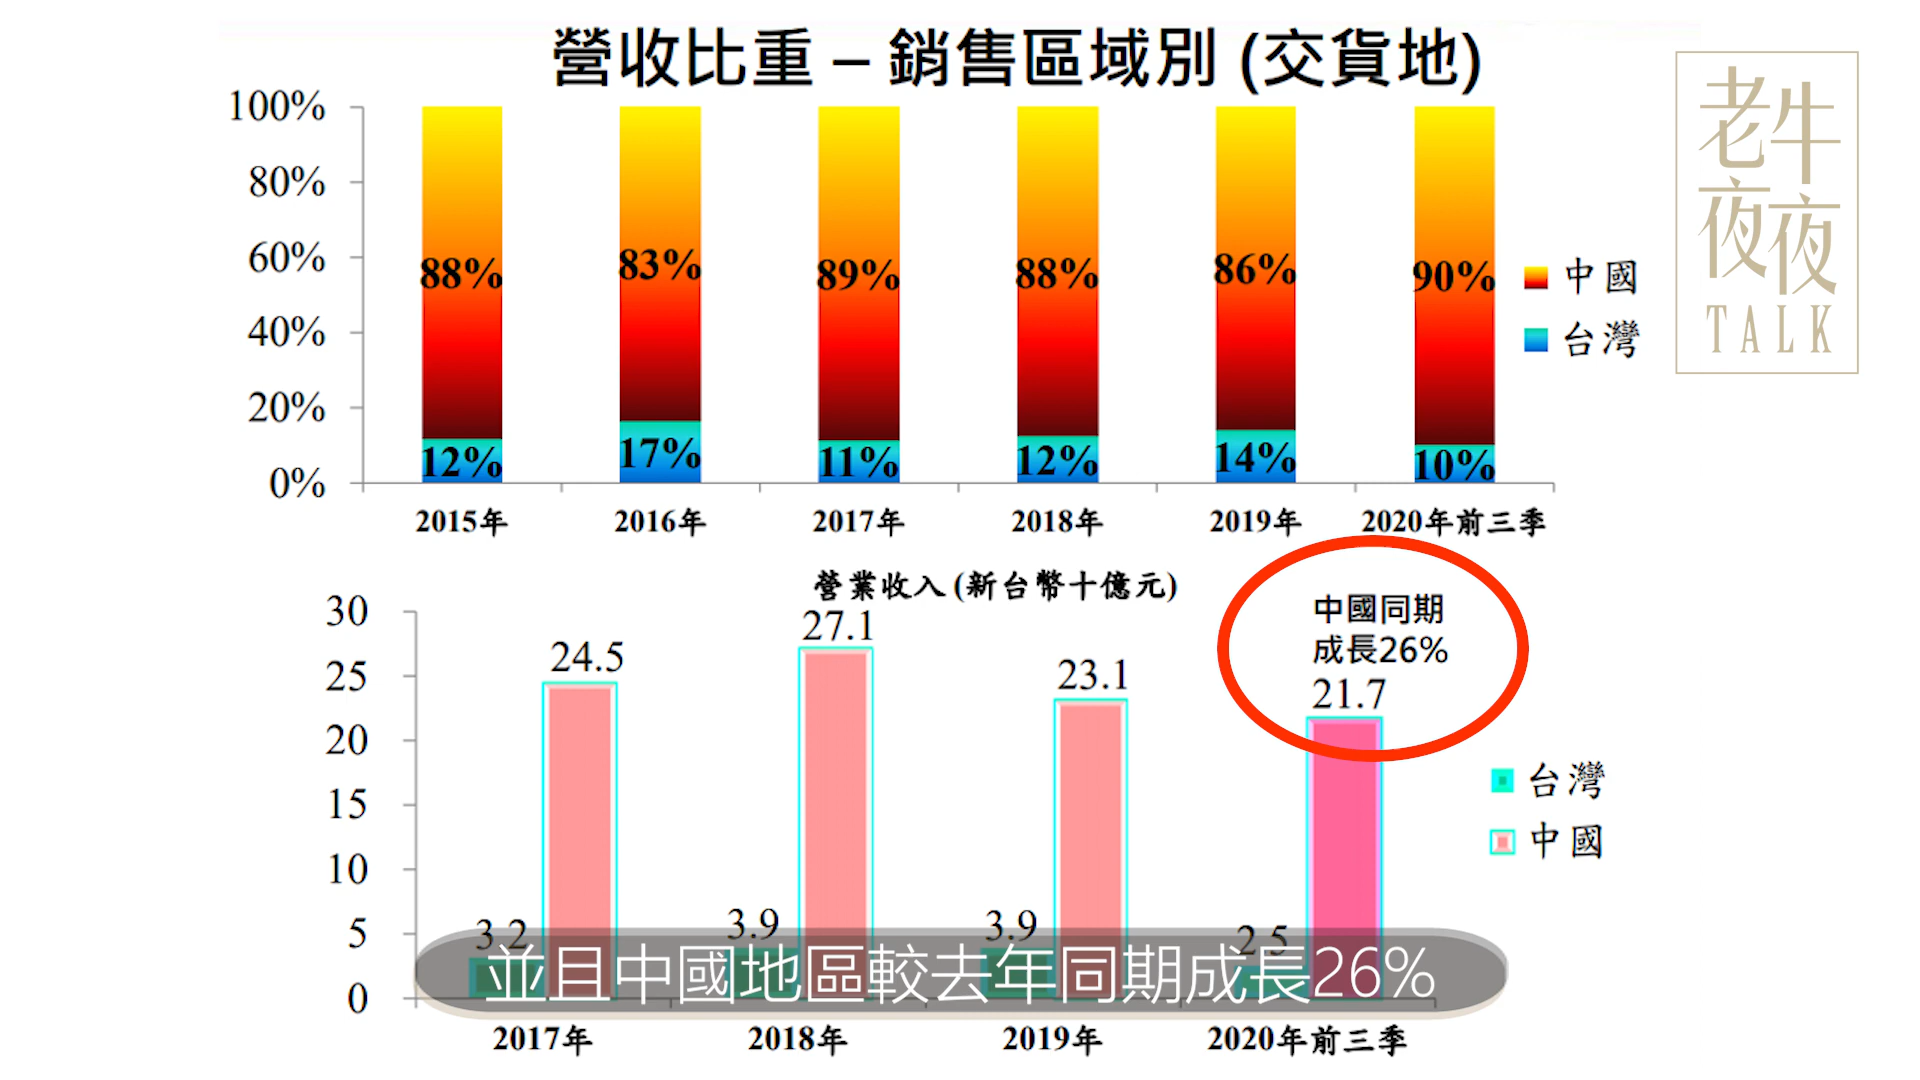 營收比重 – 銷售區域別 (交貨地)
老牛
夜夜
TALK
100%
80%
60%
40%
20%
0%
88%
83%
89%
88%
86%
90%
12%
17%
11%
12%
14%
10%
中國
台灣
2015年
2016年
2017年
2018年
2019年
2020年前三季
營業收入 (新台幣十億元)
30
25
20
15
10
5
0
中國同期
成長26%
24.5
27.1
23.1
21.7
3.2
3.9
3.9
2.5
台灣
中國
並且中國地區較去年同期成長26%
2017年
2018年
2019年
2020年前三季